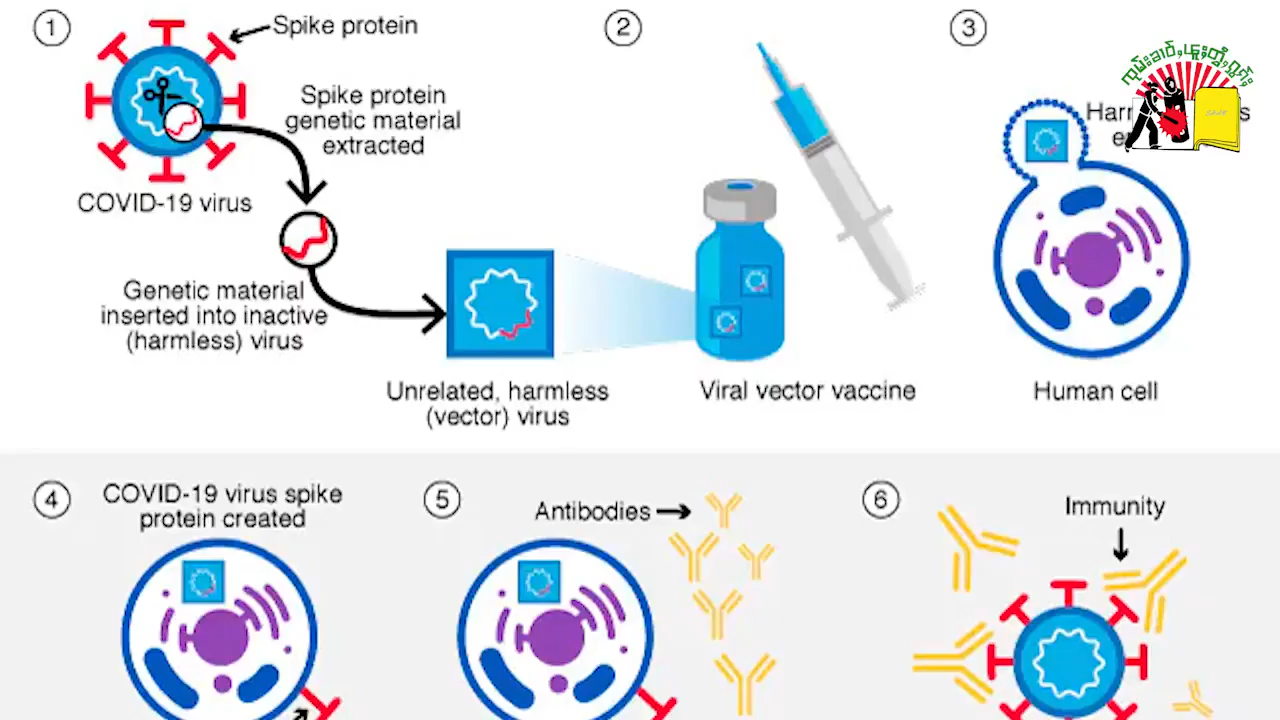 1
Spike protein
Spike protein
genetic material
extracted
COVID-19 virus
Genetic material
inserted into inactive
(harmless) virus
Unrelated, harmless
(vector) virus
2
Viral vector vaccine
3
Human cell
4
COVID-19 virus spike
protein created
5
Antibodies
6
Immunity